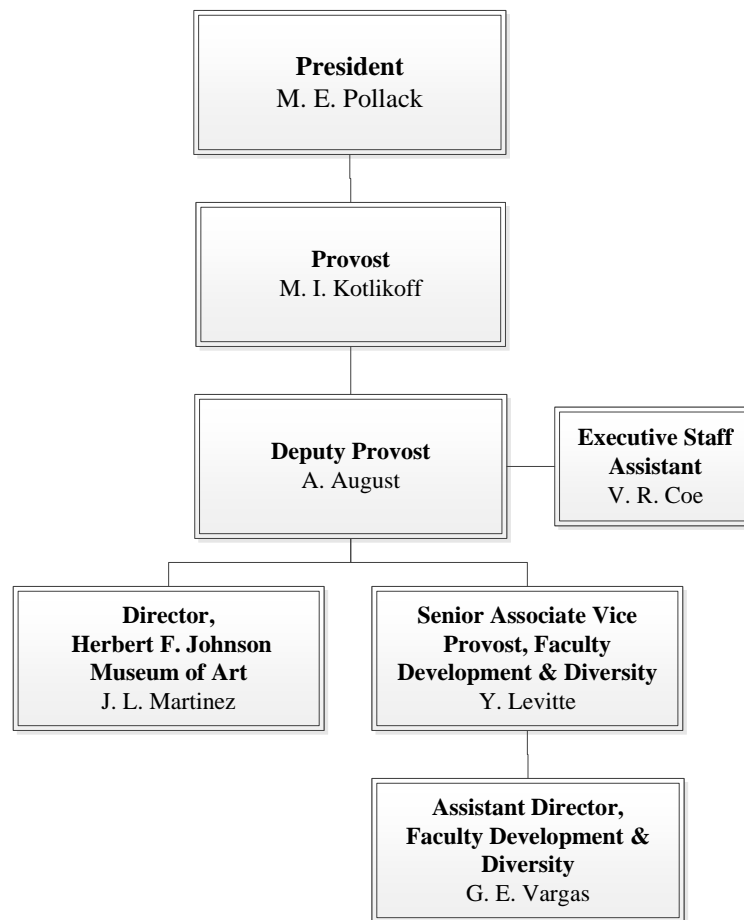 President
M. E. Pollack
Provost
M. I. Kotlikoff
Deputy Provost
A. August
Executive Staff
Assistant
V. R. Coe
Director,
Herbert F. Johnson
Museum of Art
J. L. Martinez
Senior Associate Vice
Provost, Faculty
Development & Diversity
Y. Levitte
Assistant Director,
Faculty Development &
Diversity
G. E. Vargas